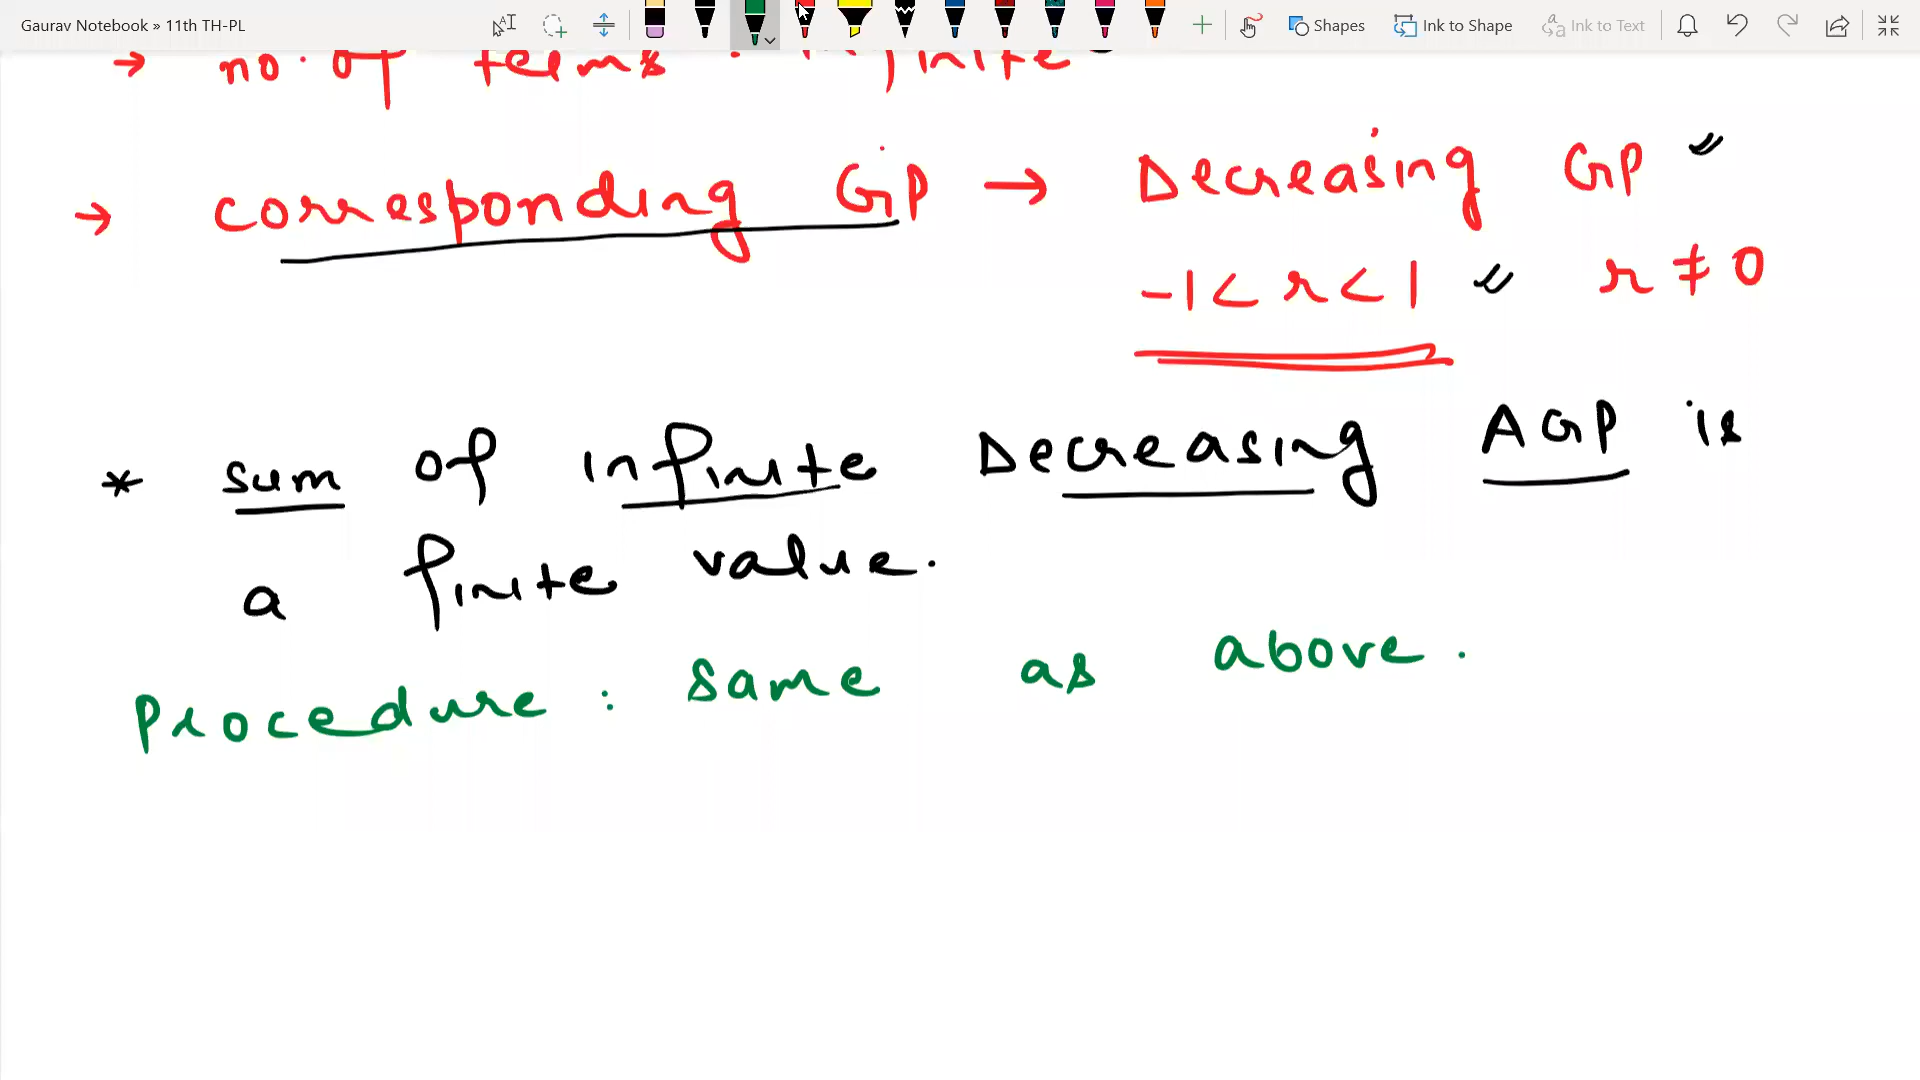 Gaurav Notebook » 11th TH-PL
Shapes
Ink to Shape
Ink to Text
→ no. of terms : infinite
→ corresponding GP → Decreasing GP
-1 < r < 1 r ≠ 0
* sum of infinite Decreasing AGP is
a finite value.
Procedure : same as above.